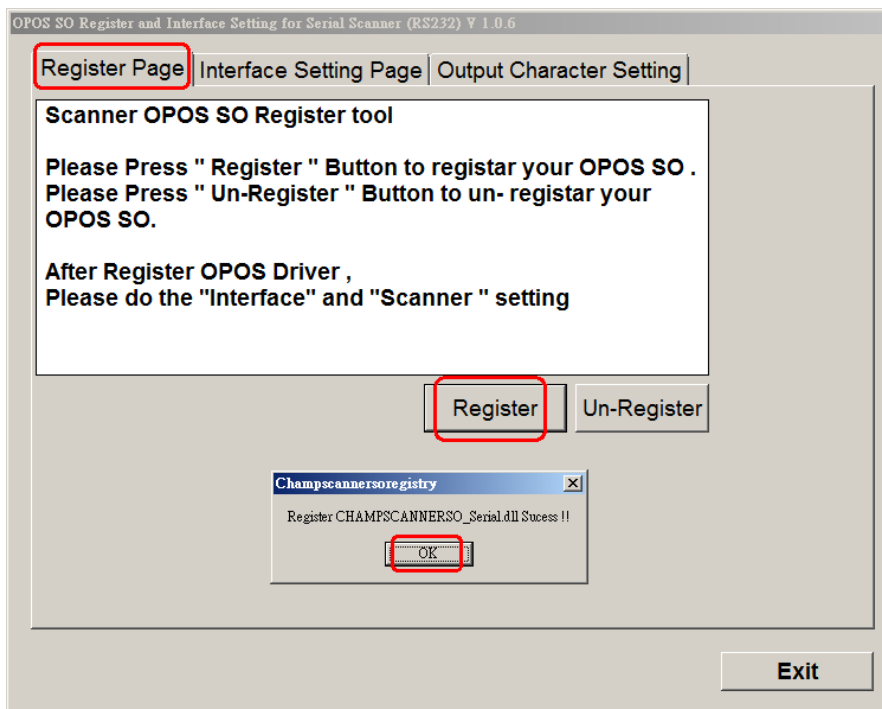 OPOS SO Register and Interface Setting for Serial Scanner (RS232) V 1.0.6
Register Page Interface Setting Page Output Character Setting
Scanner OPOS SO Register tool
Please Press " Register " Button to registar your OPOS SO .
Please Press " Un-Register " Button to un- registar your
OPOS SO.
After Register OPOS Driver ,
Please do the "Interface" and "Scanner " setting
Register Un-Register
Champscannersoregistry
Register CHAMPSCANNERSO_Serial.dll Sucess !!
OK
Exit